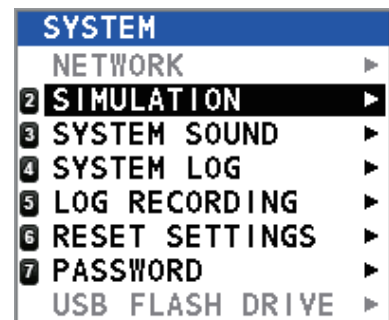 SYSTEM
NETWORK ▶
2 SIMULATION ▶
3 SYSTEM SOUND ▶
4 SYSTEM LOG ▶
5 LOG RECORDING ▶
6 RESET SETTINGS ▶
7 PASSWORD ▶
USB FLASH DRIVE ▶